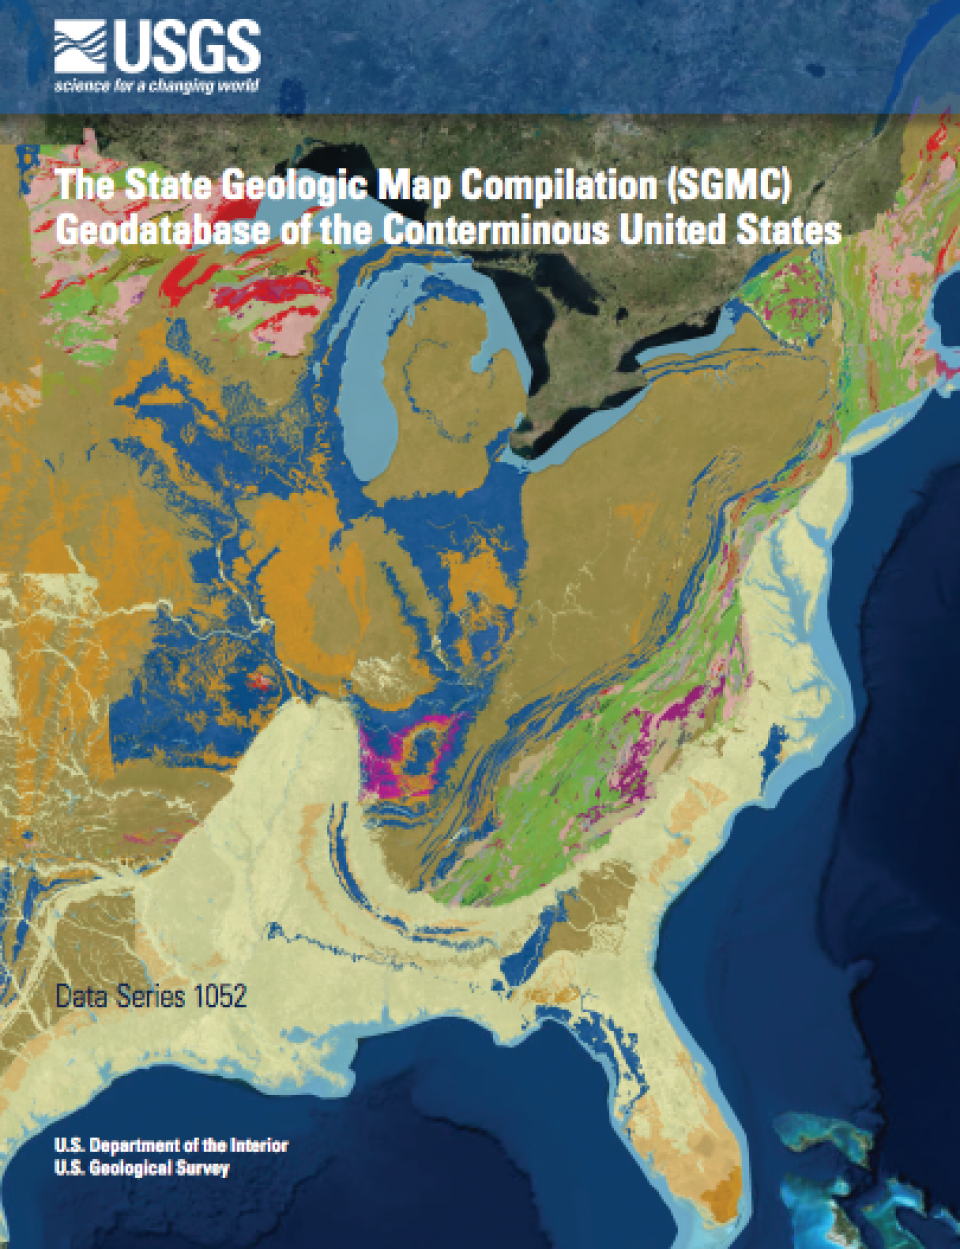 USGS
science for a changing world
The State Geologic Map Compilation (SGMC)
Geodatabase of the Conterminous United States
Data Series 1052
U.S. Department of the Interior
U.S. Geological Survey